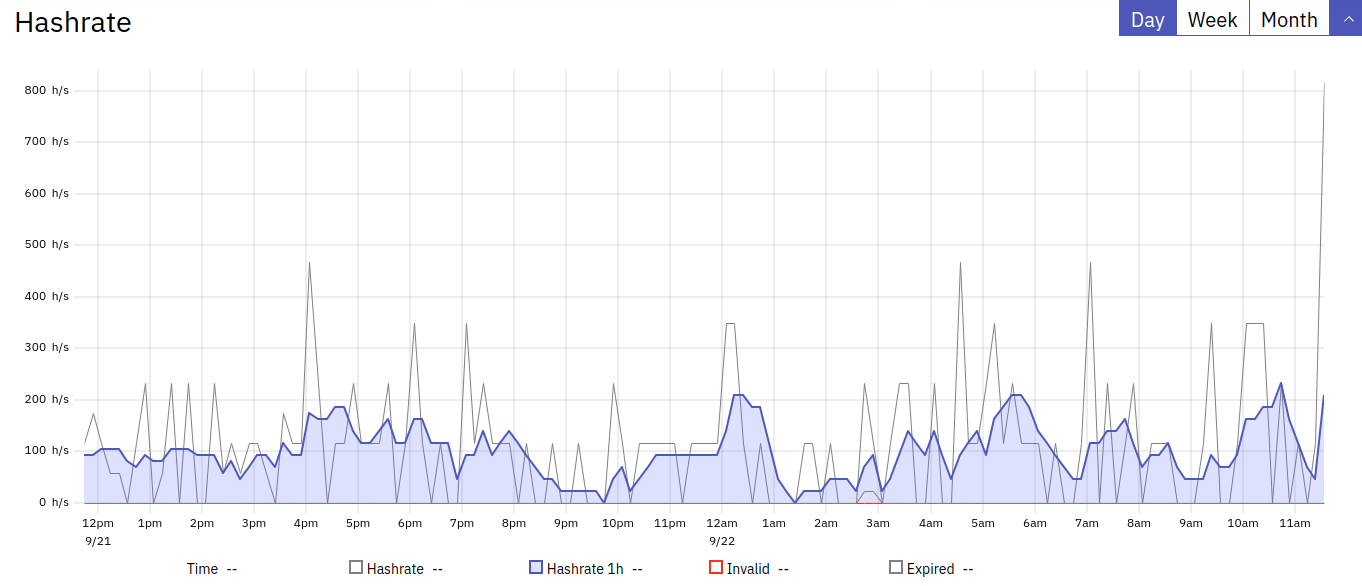 Hashrate
Day Week Month
800 h/s
700 h/s
600 h/s
500 h/s
400 h/s
300 h/s
200 h/s
100 h/s
0 h/s
12pm 1pm 2pm 3pm 4pm 5pm 6pm 7pm 8pm 9pm 10pm 11pm 12am 1am 2am 3am 4am 5am 6am 7am 8am 9am 10am 11am
9/21 9/22
Time -- Hashrate -- Hashrate 1h -- Invalid -- Expired --